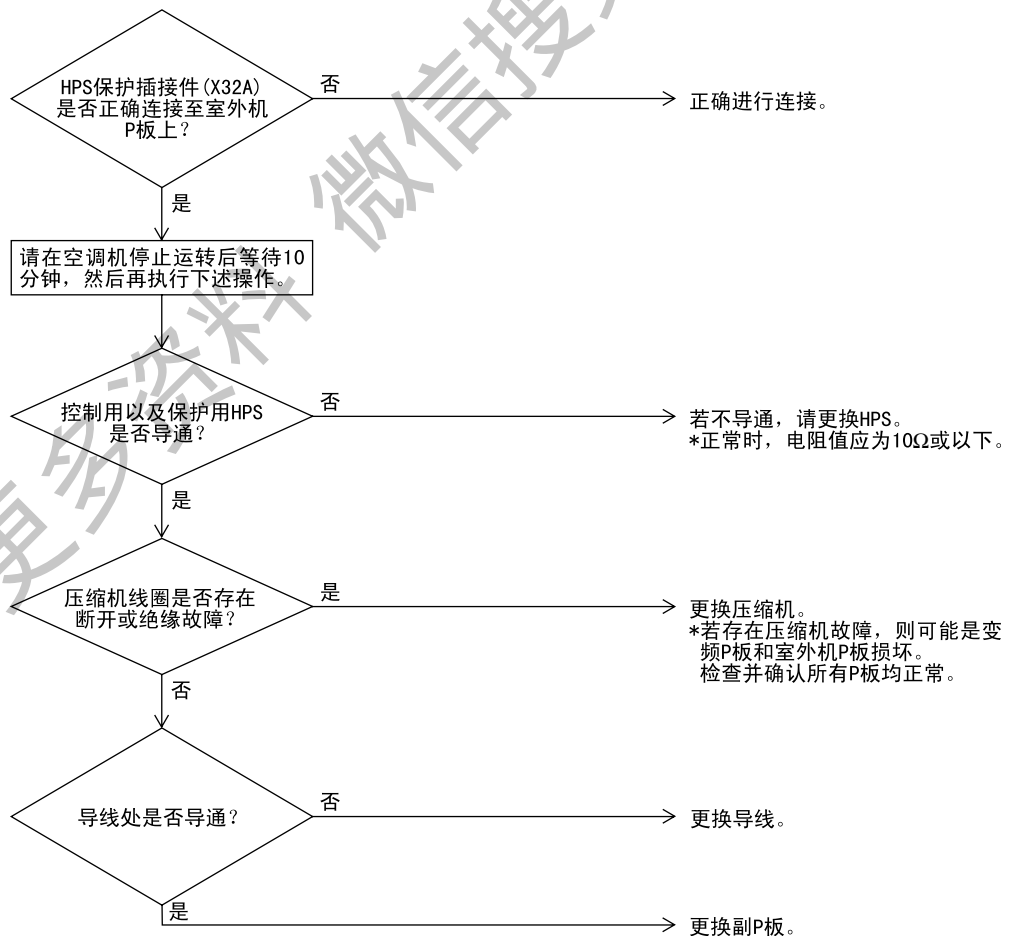 HPS保护插接件(X32A)
是否正确连接至室外机
P板上？
否
正确进行连接。
是
请在空调机停止运转后等待10
分钟，然后再执行下述操作。
控制用以及保护用HPS
是否导通？
否
若不导通，请更换HPS。
*正常时，电阻值应为10Ω或以下。
是
压缩机线圈是否存在
断开或绝缘故障？
是
更换压缩机。
*若存在压缩机故障，则可能是变
频P板和室外机P板损坏。
检查并确认所有P板均正常。
否
导线处是否导通？
否
更换导线。
是
更换副P板。
更多资料 微信搜